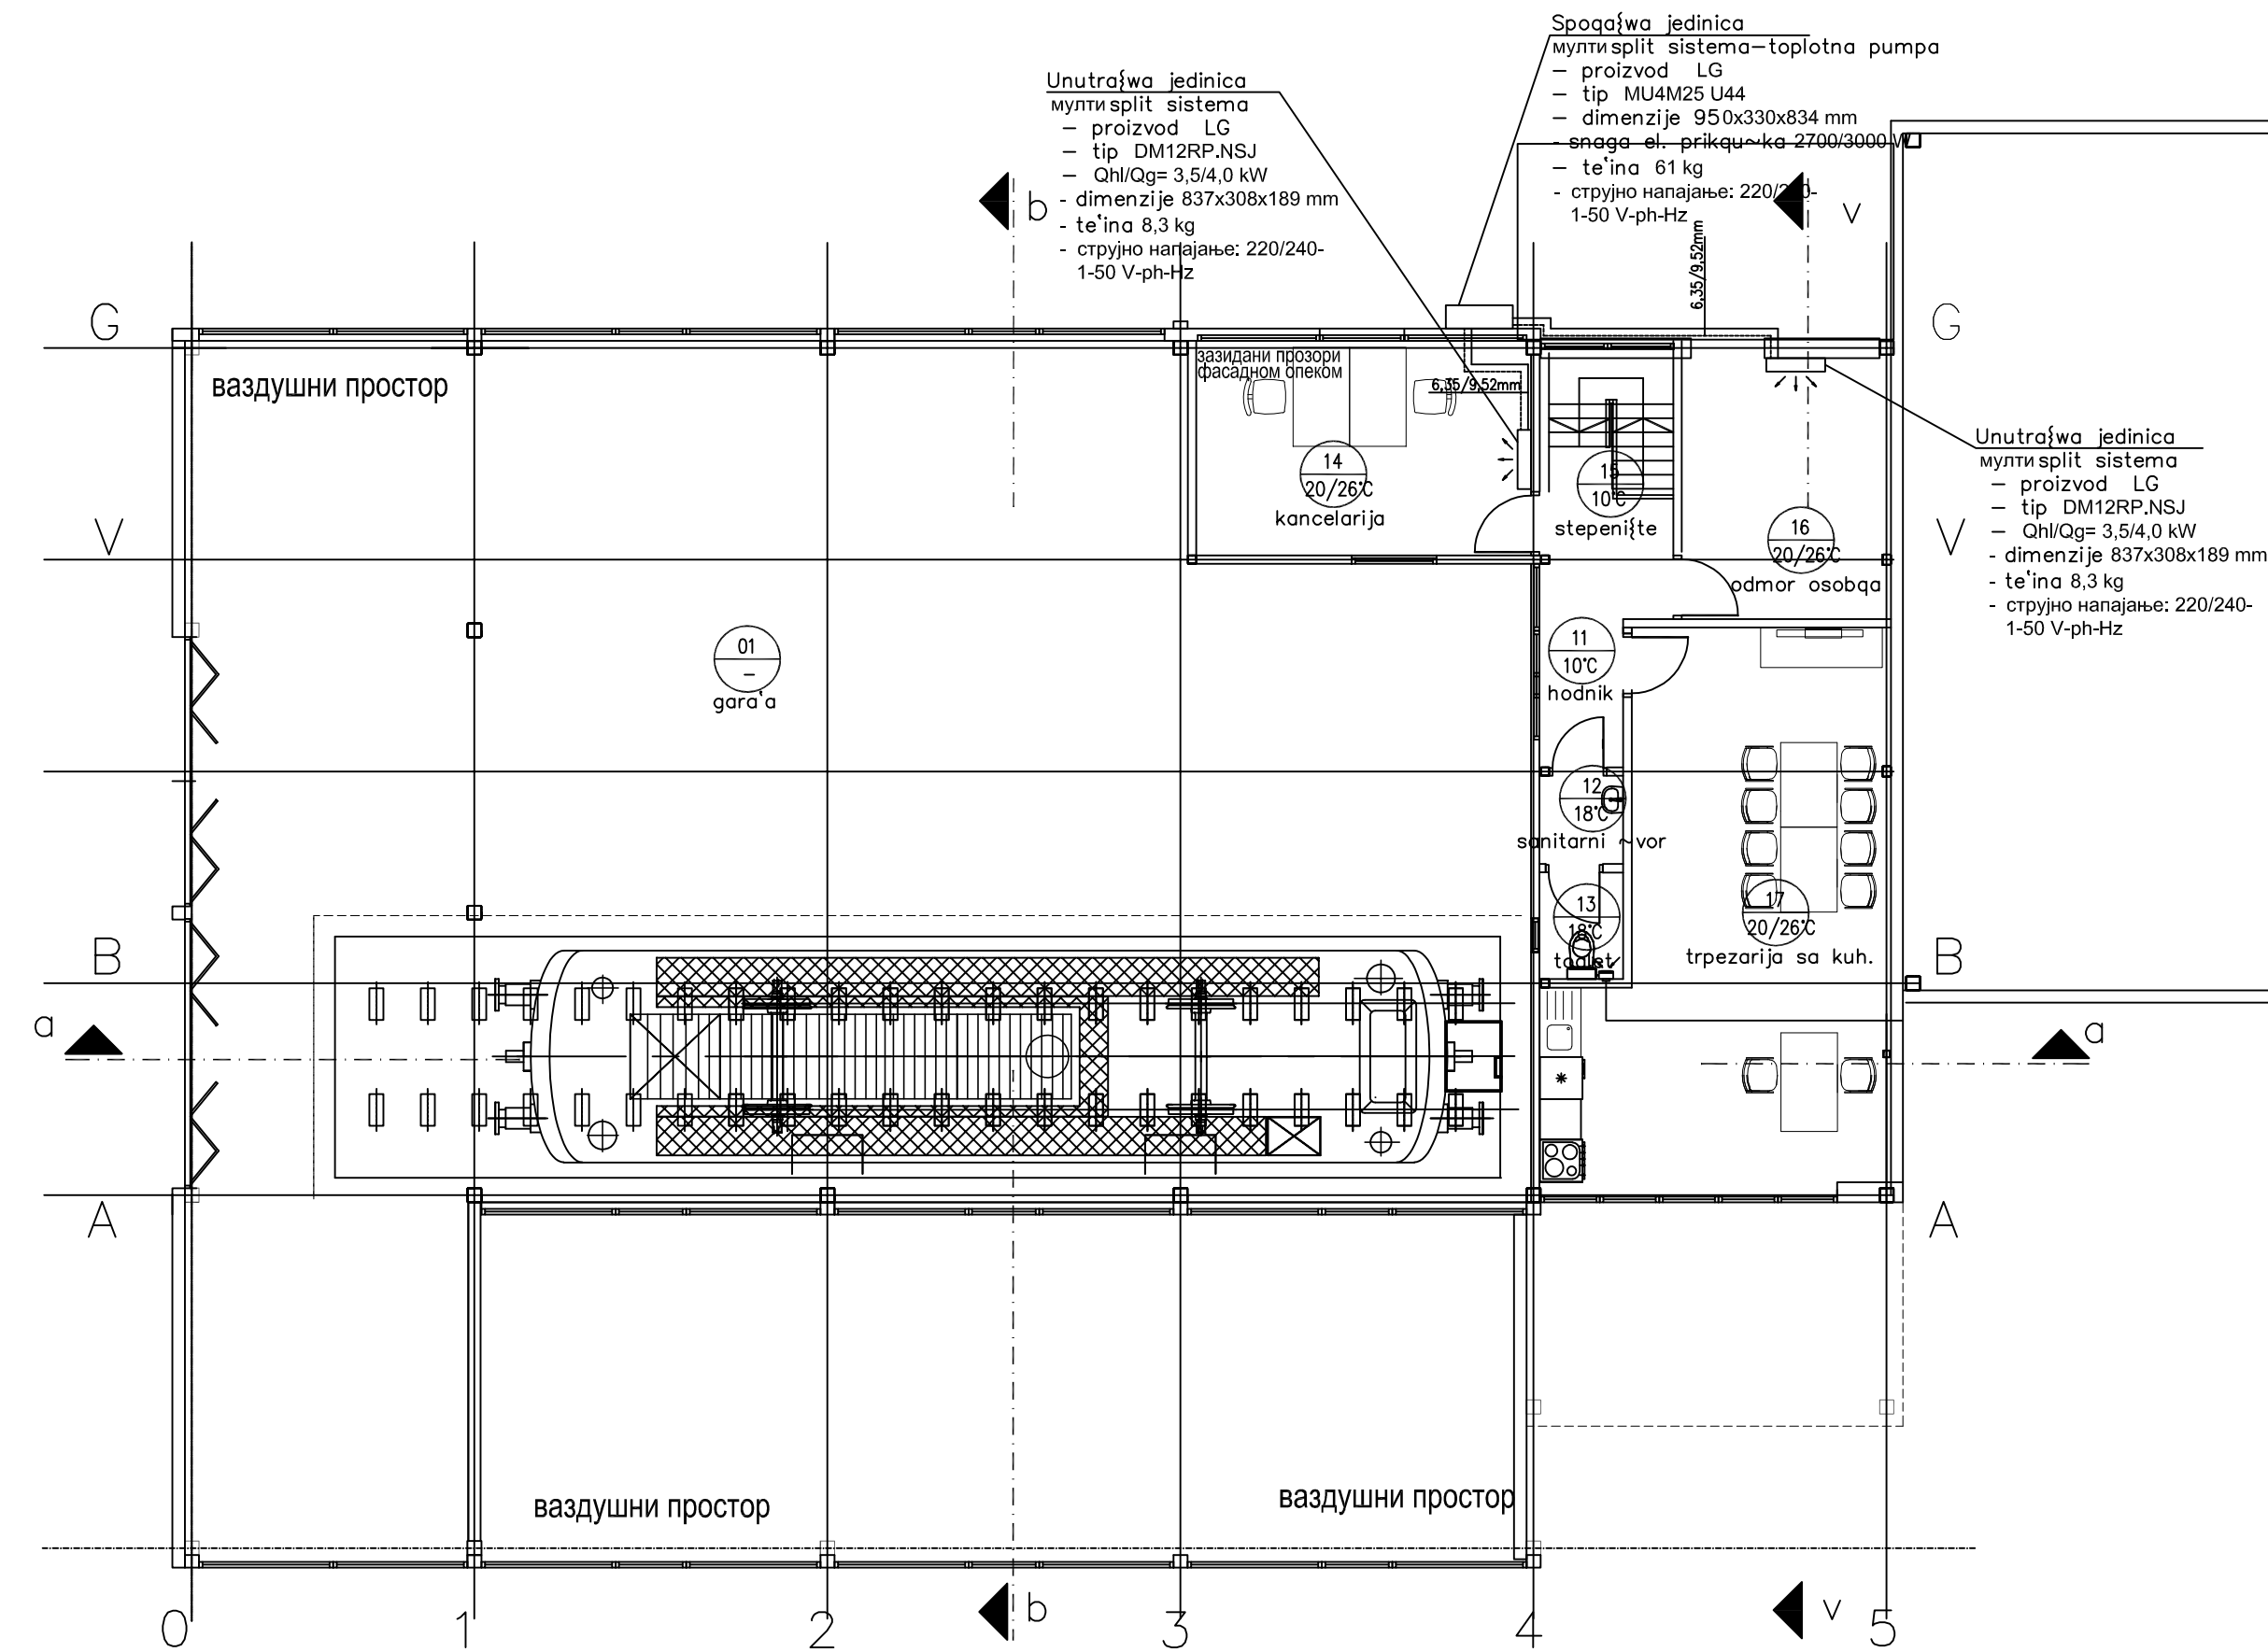 Spoqa{wa jedinica
мулти split sistema–toplotna pumpa
– proizvod LG
– tip MU4M25 U44
– dimenzije 950x330x834 mm
- snaga el. prikqu~ka 2700/3000 W
– te`ina 61 kg
- струјно напајање: 220/240-
1-50 V-ph-Hz
Unutra{wa jedinica
мулти split sistema
– proizvod LG
– tip DM12RP.NSJ
– Qhl/Qg= 3,5/4,0 kW
- dimenzije 837x308x189 mm
- te`ina 8,3 kg
- струјно напајање: 220/240-
1-50 V-ph-Hz
b
v
6,35/9,52mm
G
G
ваздушни простор
зазидани прозори
фасадном опеком
6,35/9,52mm
Unutra{wa jedinica
мулти split sistema
– proizvod LG
– tip DM12RP.NSJ
– Qhl/Qg= 3,5/4,0 kW
- dimenzije 837x308x189 mm
- te`ina 8,3 kg
- струјно напајање: 220/240-
1-50 V-ph-Hz
14
20/26°C
kancelarija
15
10°C
stepeni{te
16
20/26°C
odmor osobqa
V
V
01
–
gara`a
11
10°C
hodnik
12
18°C
sanitarni ~vor
13
18°C
toalet
17
20/26°C
trpezarija sa kuh.
B
B
a
a
A
A
ваздушни простор
ваздушни простор
0
1
2
b
3
4
v
5